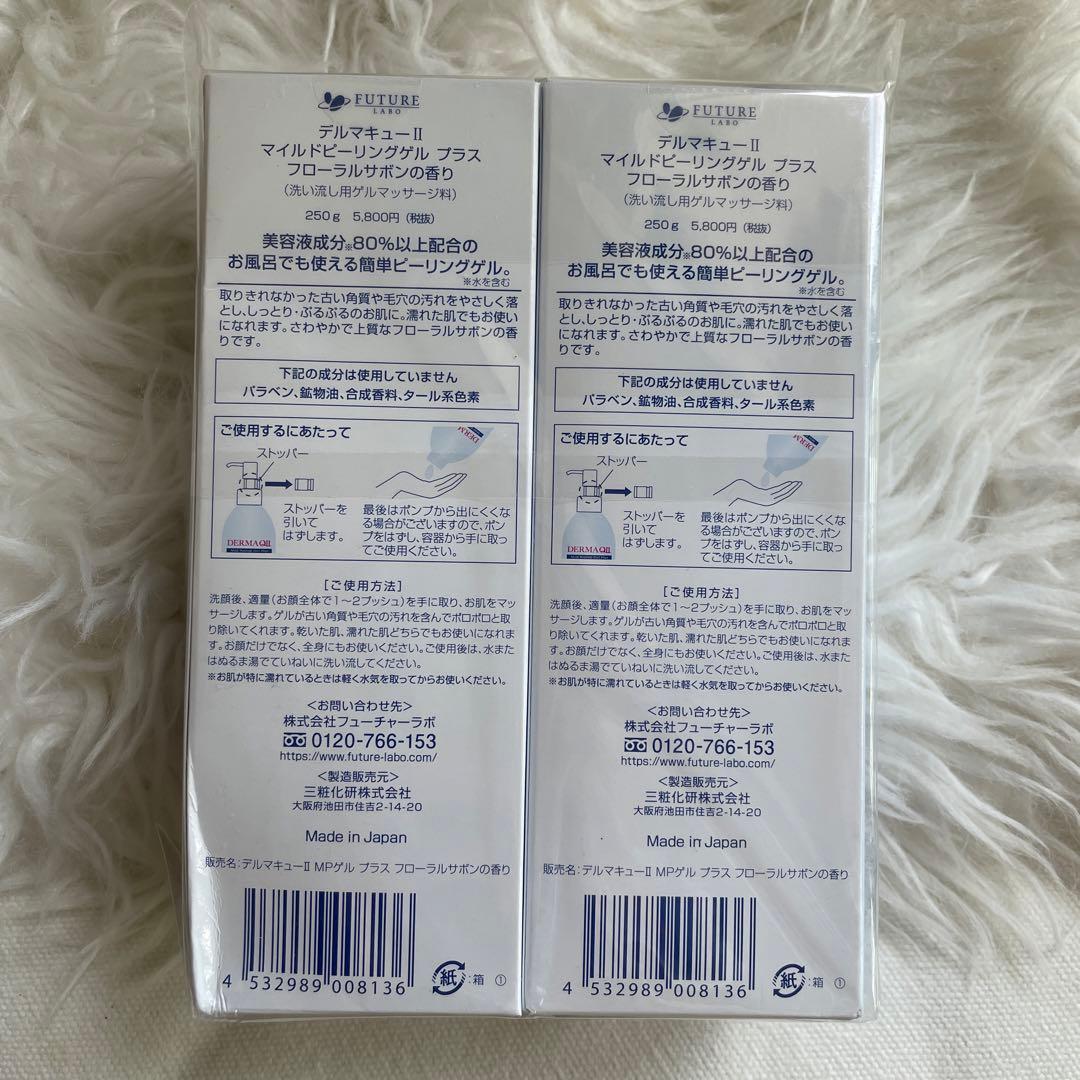 FUTURE
LABO
デルマキューⅡ
マイルドピーリングゲル プラス
フローラルサボンの香り
(洗い流し用ゲルマッサージ料)
250g 5,800円(税抜)
美容液成分※80%以上配合の
お風呂でも使える簡単ピーリングゲル。
※水を含む
取りきれなかった古い角質や毛穴の汚れをやさしく落
とし、しっとり・ぷるぷるのお肌に。濡れた肌でもお使い
になれます。さわやかで上質なフローラルサボンの香
りです。
下記の成分は使用していません
パラベン、鉱物油、合成香料、タール系色素
ご使用するにあたって
ストッパー
DERM
ストッパーを
引いて
はずします。
DERMAQⅡ
最後はポンプから出にくくな
る場合がございますので、ポン
プをはずし、容器から手に取っ
てご使用ください。
[ご使用方法]
洗顔後、適量(お顔全体で1〜2プッシュ)を手に取り、お肌をマッ
サージします。ゲルが古い角質や毛穴の汚れを含んでポロポロと取
り除いてくれます。乾いた肌、濡れた肌どちらでもお使いになれま
す。お顔だけでなく、全身にもお使いください。ご使用後は、水また
はぬるま湯でていねいに洗い流してください。
※お肌が特に濡れているときは軽く水気を取ってからお使いください。
<お問い合わせ先>
株式会社フューチャーラボ
0120-766-153
https://www.future-labo.com/
<製造販売元>
三粧化研株式会社
大阪府池田市住吉2-14-20
Made in Japan
販売名:デルマキューⅡ MPゲル プラス フローラルサボンの香り
4 532989 008136
紙:箱 ①
FUTURE
LABO
デルマキューⅡ
マイルドピーリングゲル プラス
フローラルサボンの香り
(洗い流し用ゲルマッサージ料)
250g 5,800円(税抜)
美容液成分※80%以上配合の
お風呂でも使える簡単ピーリングゲル。
※水を含む
取りきれなかった古い角質や毛穴の汚れをやさしく落
とし、しっとり・ぷるぷるのお肌に。濡れた肌でもお使い
になれます。さわやかで上質なフローラルサボンの香
りです。
下記の成分は使用していません
パラベン、鉱物油、合成香料、タール系色素
ご使用するにあたって
ストッパー
DERM
ストッパーを
引いて
はずします。
DERMAQⅡ
最後はポンプから出にくくな
る場合がございますので、ポン
プをはずし、容器から手に取っ
てご使用ください。
[ご使用方法]
洗顔後、適量(お顔全体で1〜2プッシュ)を手に取り、お肌をマッ
サージします。ゲルが古い角質や毛穴の汚れを含んでポロポロと取
り除いてくれます。乾いた肌、濡れた肌どちらでもお使いになれま
す。お顔だけでなく、全身にもお使いください。ご使用後は、水また
はぬるま湯でていねいに洗い流してください。
※お肌が特に濡れているときは軽く水気を取ってからお使いください。
<お問い合わせ先>
株式会社フューチャーラボ
0120-766-153
https://www.future-labo.com/
<製造販売元>
三粧化研株式会社
大阪府池田市住吉2-14-20
Made in Japan
販売名:デルマキューⅡ MPゲル プラス フローラルサボンの香り
4 532989 008136
紙:箱 ①